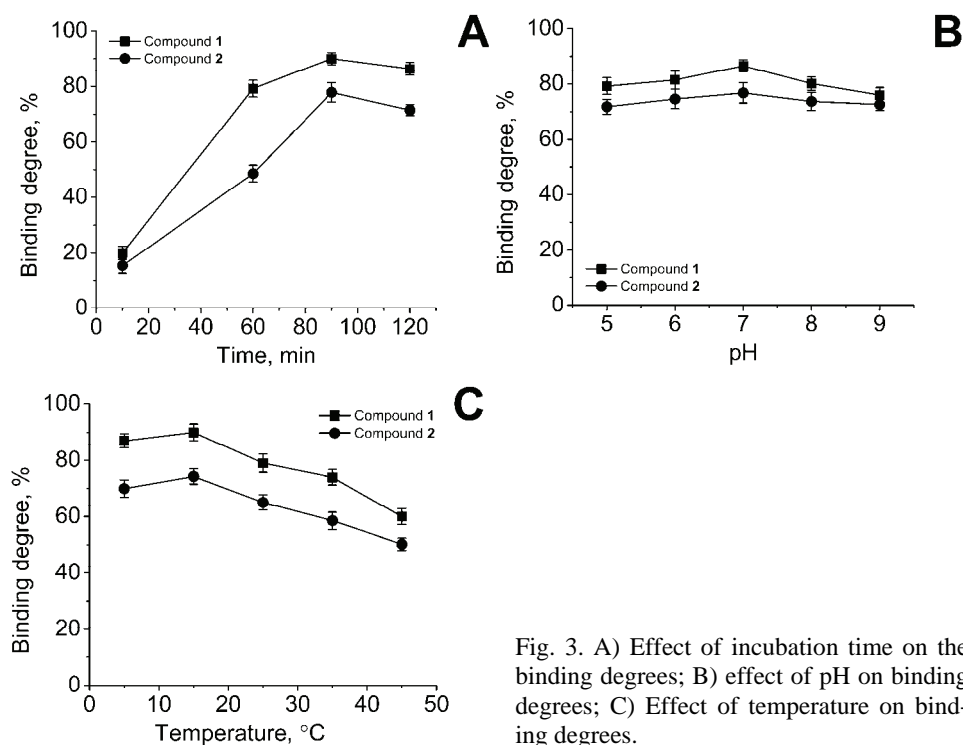 A
Compound 1
Compound 2
Binding degree, %
100
80
60
40
20
0
0 20 40 60 80 100 120
Time, min
B
100
80
60
40
20
0
Binding degree, %
Compound 1
Compound 2
5 6 7 8 9
pH
C
100
80
60
40
20
0
Binding degree, %
Compound 1
Compound 2
0 10 20 30 40 50
Temperature, °C
Fig. 3. A) Effect of incubation time on the
binding degrees; B) effect of pH on binding
degrees; C) Effect of temperature on bind-
ing degrees.